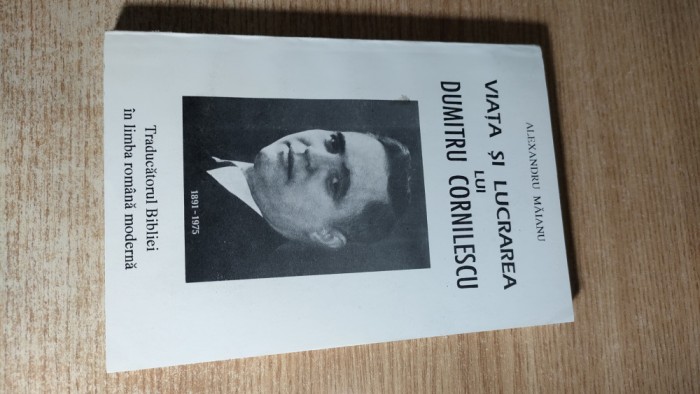 ALEXANDRU MĂIANU
VIAȚA ȘI LUCRAREA
LUI
DUMITRU CORNILESCU
1891-1975
Traducătorul Bibliei
în limba română modernă